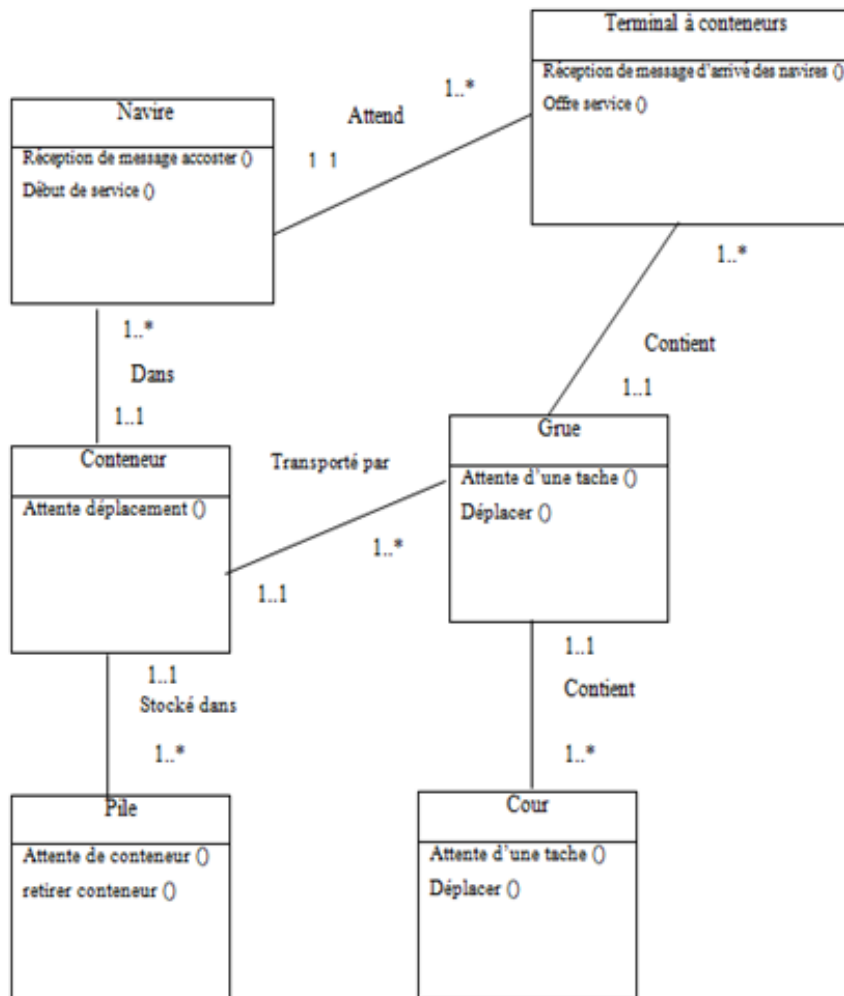 Terminal à conteneurs
Réception de message d'arrivé des navires ()
Offre service ()
1..*
Attend
1 1
Navire
Réception de message accoster ()
Début de service ()
1..*
Contient
1..1
1..*
Dans
1..1
Conteneur
Attente déplacement ()
Transporté par
1..*
1..1
Grue
Attente d'une tache ()
Déplacer ()
1..1
Stocké dans
1..*
1..1
Contient
1..*
Pile
Attente de conteneur ()
retirer conteneur ()
Cour
Attente d'une tache ()
Déplacer ()